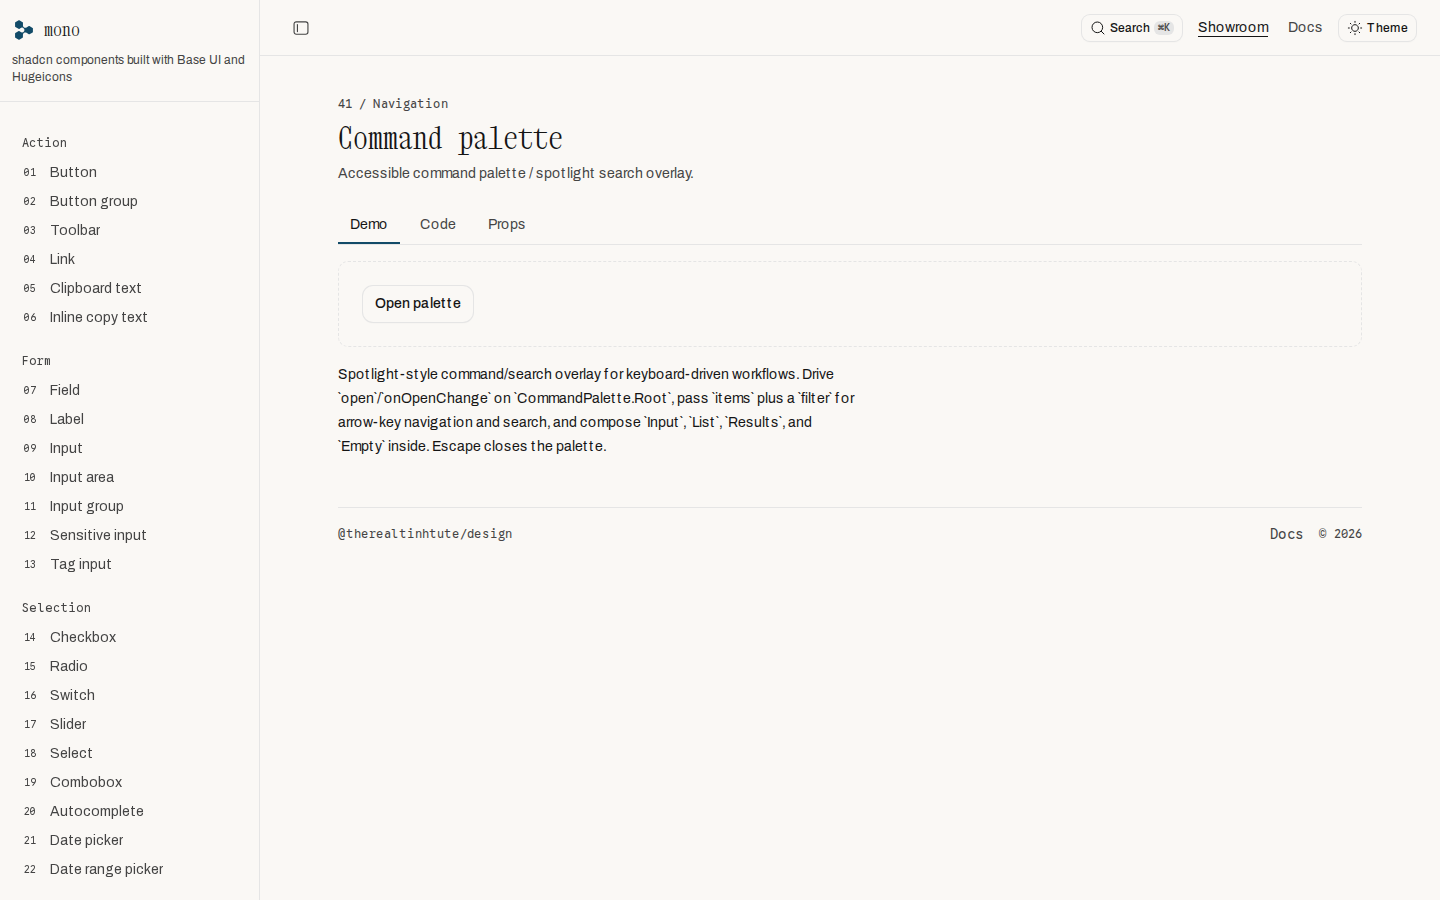 mono
shadcn components built with Base UI and
Hugeicons
Search ⌘K
Showroom
Docs
Theme
Action
01 Button
02 Button group
03 Toolbar
04 Link
05 Clipboard text
06 Inline copy text
Form
07 Field
08 Label
09 Input
10 Input area
11 Input group
12 Sensitive input
13 Tag input
Selection
14 Checkbox
15 Radio
16 Switch
17 Slider
18 Select
19 Combobox
20 Autocomplete
21 Date picker
22 Date range picker
41 / Navigation
Command palette
Accessible command palette / spotlight search overlay.
Demo Code Props
Open palette
Spotlight-style command/search overlay for keyboard-driven workflows. Drive
`open`/`onOpenChange` on `CommandPalette.Root`, pass `items` plus a `filter` for
arrow-key navigation and search, and compose `Input`, `List`, `Results`, and
`Empty` inside. Escape closes the palette.
@therealtinhtute/design
Docs © 2026